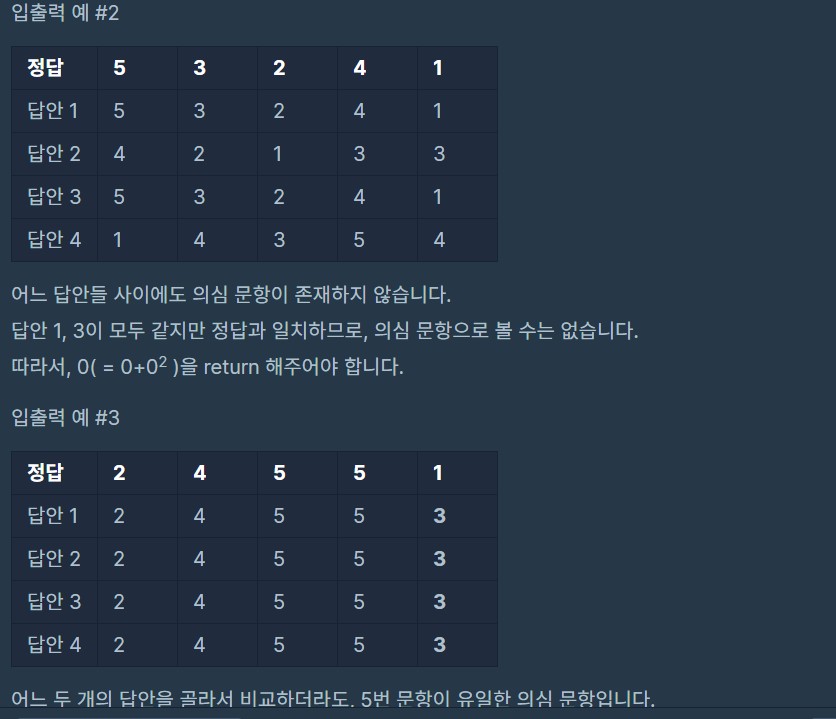 입출력 예 #2
정답 5 3 2 4 1
답안 1 5 3 2 4 1
답안 2 4 2 1 3 3
답안 3 5 3 2 4 1
답안 4 1 4 3 5 4
어느 답안들 사이에도 의심 문항이 존재하지 않습니다.
답안 1, 3이 모두 같지만 정답과 일치하므로, 의심 문항으로 볼 수는 없습니다.
따라서, 0( = 0+0² )을 return 해주어야 합니다.
입출력 예 #3
정답 2 4 5 5 1
답안 1 2 4 5 5 3
답안 2 2 4 5 5 3
답안 3 2 4 5 5 3
답안 4 2 4 5 5 3
어느 두 개의 답안을 골라서 비교하더라도, 5번 문항이 유일한 의심 문항입니다.